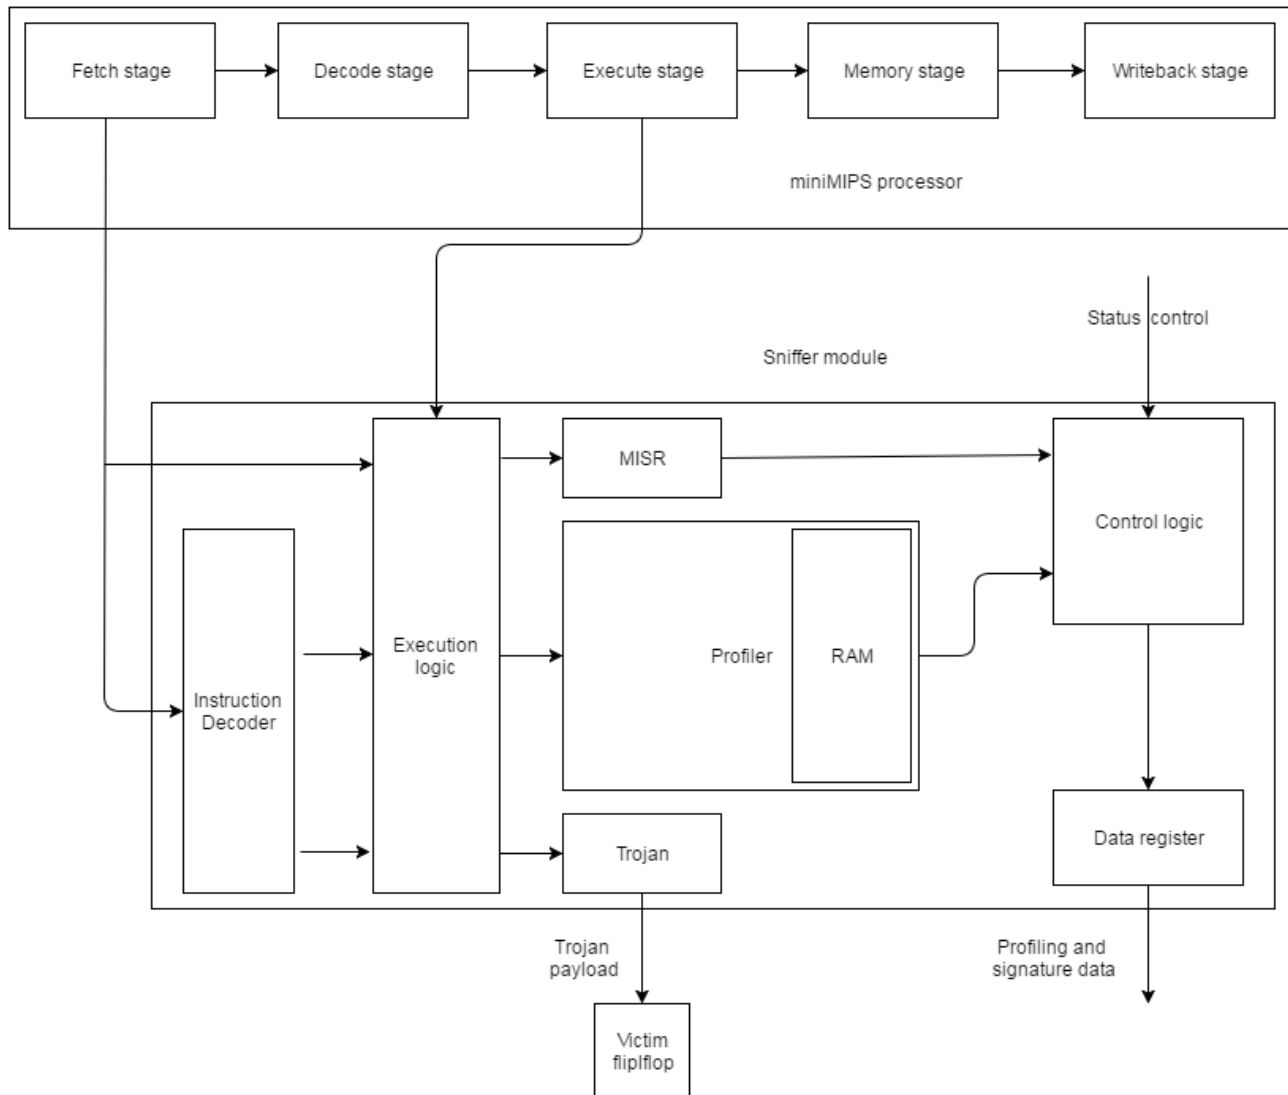 Fetch stage
Decode stage
Execute stage
Memory stage
Writeback stage
miniMIPS processor
Status control
Sniffer module
MISR
Control logic
Execution
logic
Profiler
RAM
Instruction
Decoder
Trojan
Data register
Trojan
payload
Profiling and
signature data
Victim
fliplflop